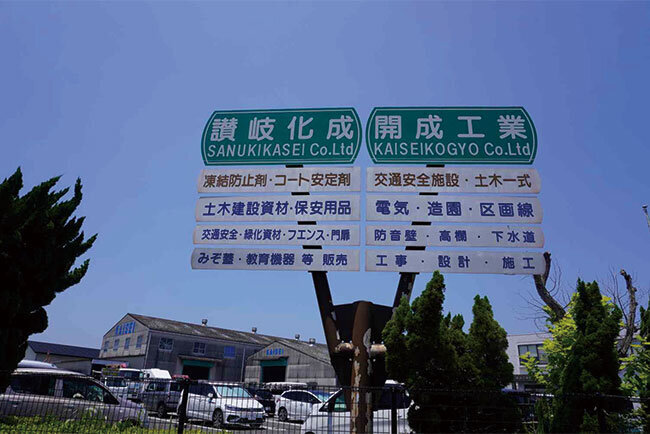 讃岐化成
SANUKIKASEI Co.Ltd
凍結防止剤・コート安定剤
土木建設資材・保安用品
交通安全・緑化資材・フエンス・門扉
みぞ蓋・教育機器 等 販売
開成工業
KAISEIKOGYO Co.Ltd
交通安全施設・土木一式
電気・造園・区画線
防音壁・高欄・下水道
工事・設計・施工
KAISEI
KAISEI